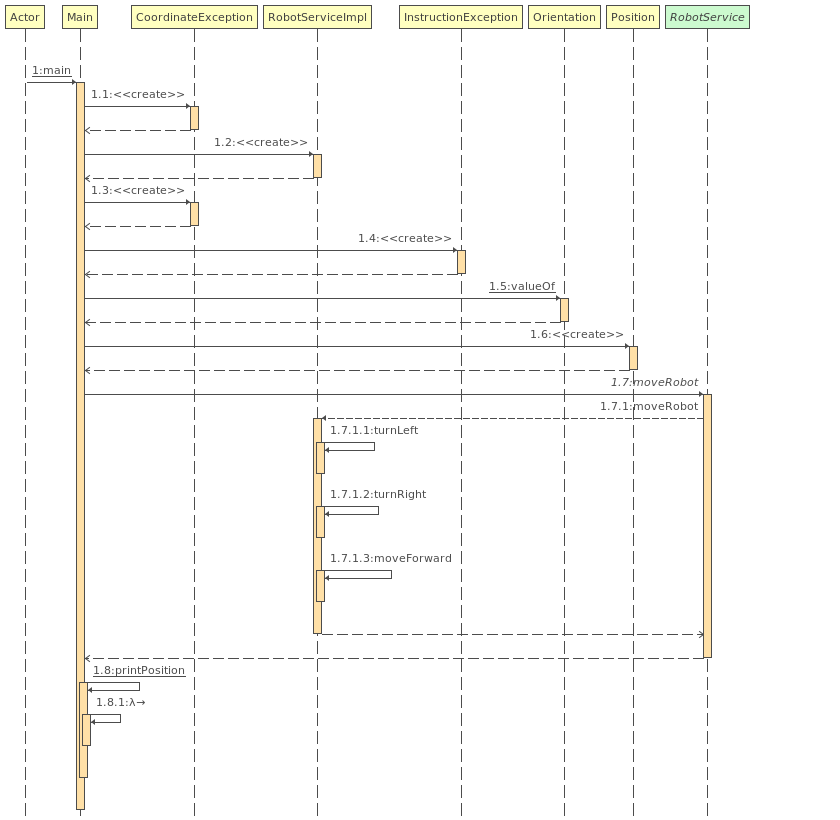 Actor Main CoordinateException RobotServiceImpl InstructionException Orientation Position RobotService
1:main
1.1:<<create>>
1.2:<<create>>
1.3:<<create>>
1.4:<<create>>
1.5:valueOf
1.6:<<create>>
1.7:moveRobot
1.7.1:moveRobot
1.7.1.1:turnLeft
1.7.1.2:turnRight
1.7.1.3:moveForward
1.8:printPosition
1.8.1:λ→